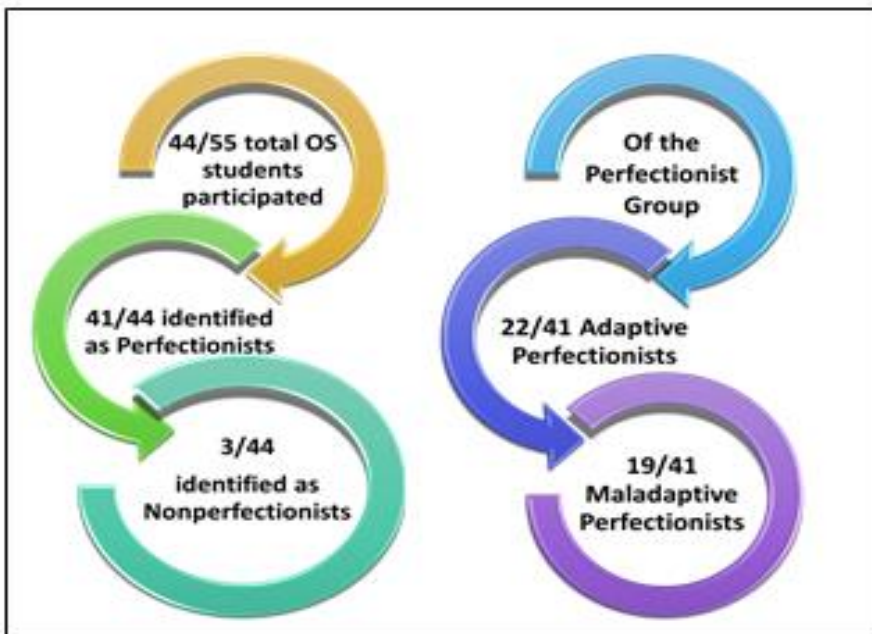 44/55 total OS
students
participated
41/44 identified
as Perfectionists
3/44
identified as
Nonperfectionists
Of the
Perfectionist
Group
22/41 Adaptive
Perfectionists
19/41
Maladaptive
Perfectionists